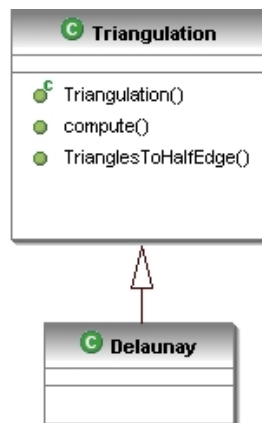 C Triangulation
C Triangulation()
compute()
TrianglesToHalfEdge()
C Delaunay